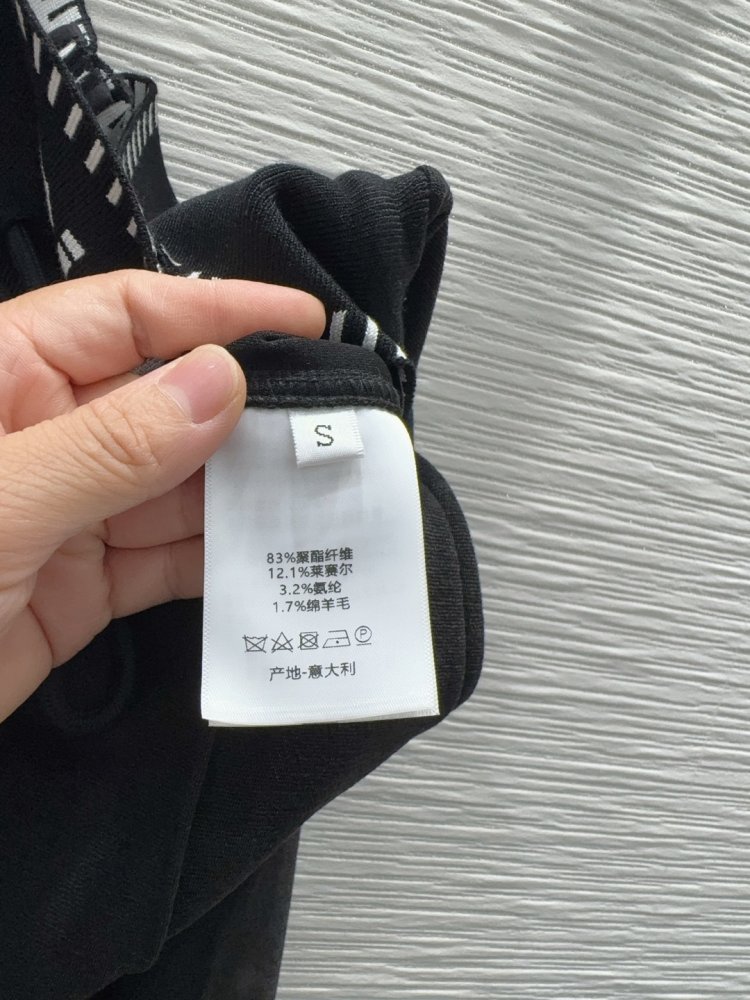 S
83%聚酯纤维
12.1%莱赛尔
3.2%氨纶
1.7%绵羊毛
P
产地-意大利